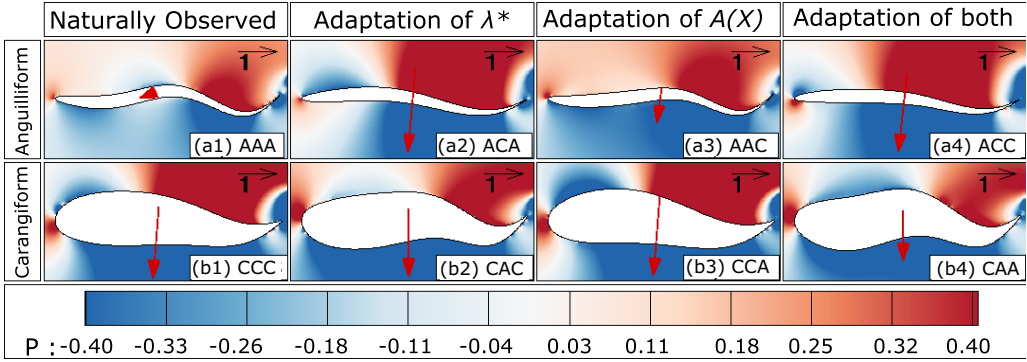 Naturally Observed
Adaptation of λ*
Adaptation of A(X)
Adaptation of both
Anguilliform
1
(a1) AAA
1
(a2) ACA
1
(a3) AAC
1
(a4) ACC
Carangiform
1
(b1) CCC
1
(b2) CAC
1
(b3) CCA
1
(b4) CAA
P : -0.40 -0.33 -0.26 -0.18 -0.11 -0.04 0.03 0.11 0.18 0.25 0.32 0.40